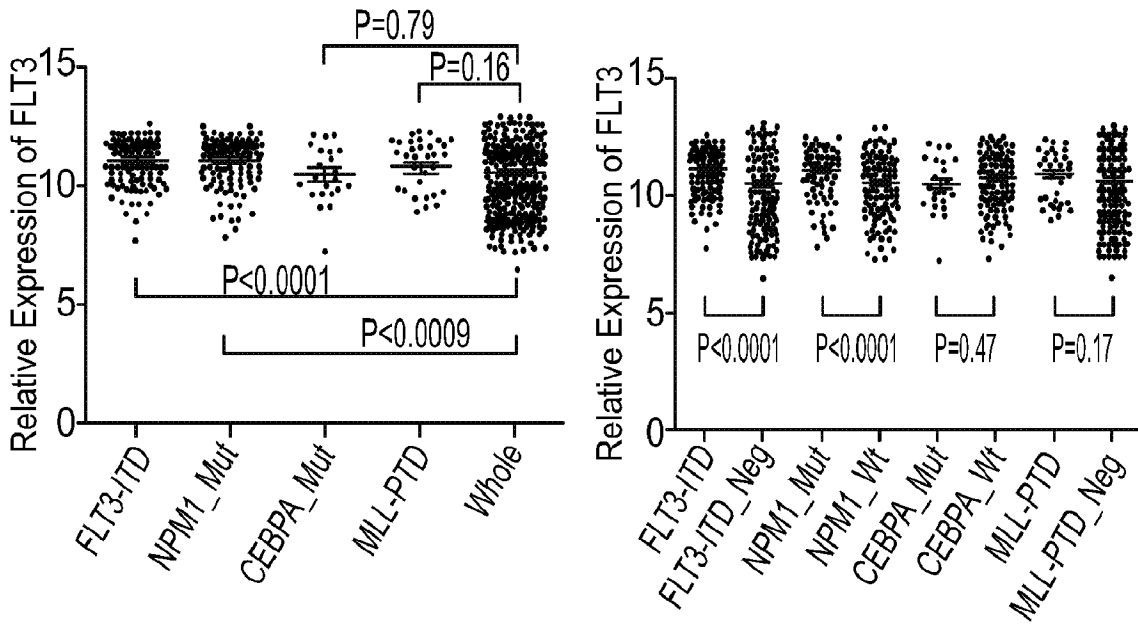 P=0.79
P=0.16
15
10
5
0
Relative Expression of FLT3
P<0.0001
P<0.0009
FLT3-ITD
NPM1_Mut
CEBPA_Mut
MLL-PTD
Whole
15
10
5
0
Relative Expression of FLT3
P<0.0001
P<0.0001
P=0.47
P=0.17
FLT3-ITD
FLT3-ITD_Neg
NPM1_Mut
NPM1_Wt
CEBPA_Mut
CEBPA_Wt
MLL-PTD
MLL-PTD_Neg